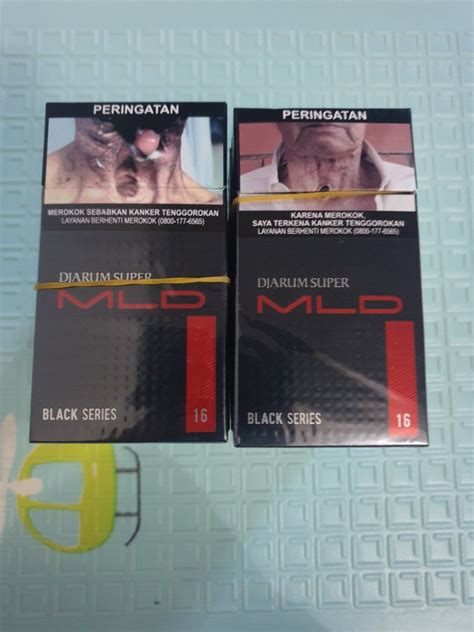 PERINGATAN
MEROKOK SEBABKAN KANKER TENGGOROKAN
LAYANAN BERHENTI MEROKOK (0800-177-6565)
DJARUM SUPER
MLD
BLACK SERIES
16
PERINGATAN
KARENA MEROKOK,
SAYA TERKENA KANKER TENGGOROKAN
LAYANAN BERHENTI MEROKOK (0800-177-6565)
DJARUM SUPER
MLD
BLACK SERIES
16